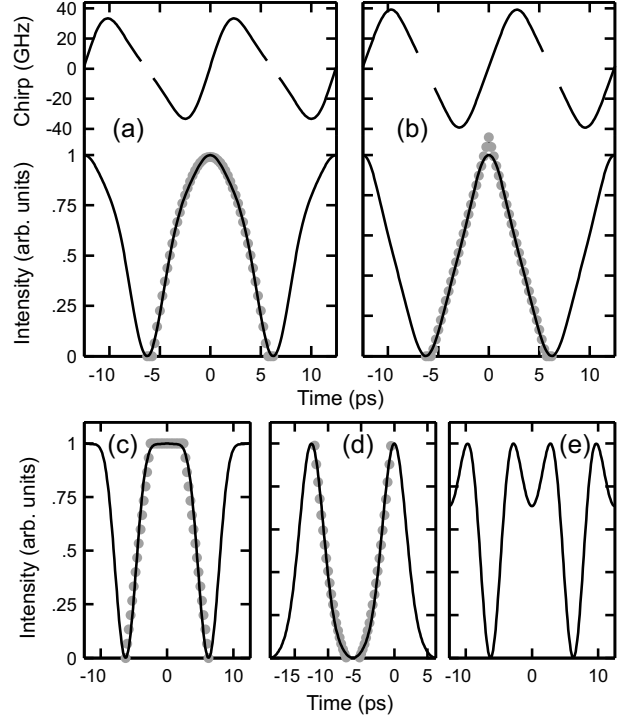 40
20
0
-20
-40
Chirp (GHz)
(a)
(b)
1
.75
.5
.25
0
Intensity (arb. units)
-10 -5 0 5 10
-10 -5 0 5 10
Time (ps)
(c)
(d)
(e)
1
.75
.5
.25
0
Intensity (arb. units)
-10 0 10
-15 -10 -5 0 5
-10 0 10
Time (ps)